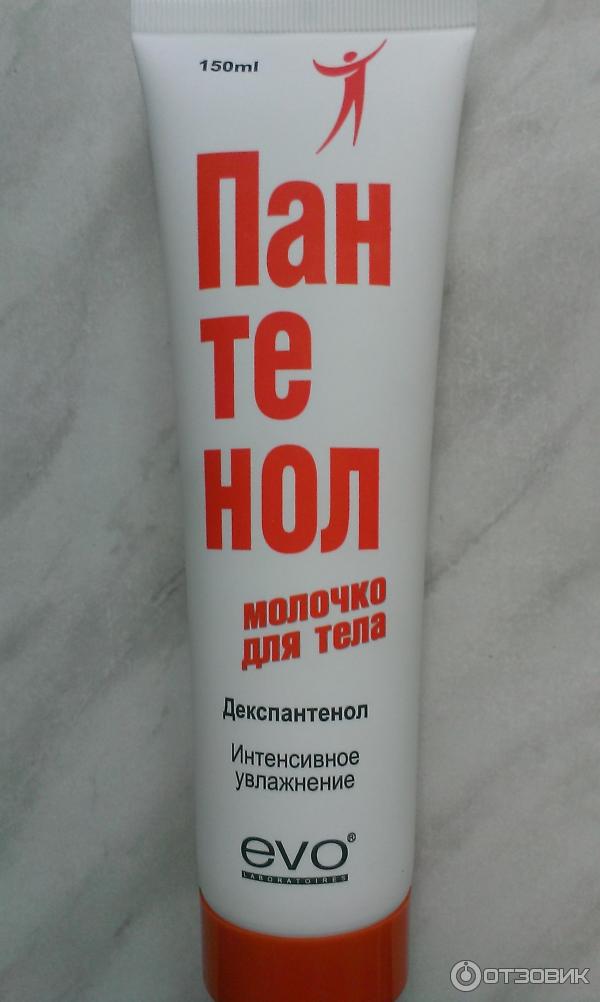 150ml
Пан
те
нол
молочко
для тела
Декспантенол
Интенсивное
увлажнение
evo®
LABORATOIRES
ОТЗОВИК